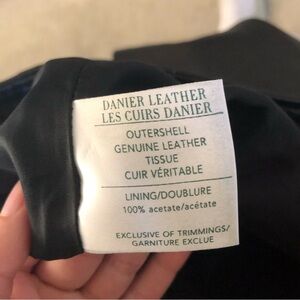 DANIER LEATHER
LES CUIRS DANIER
OUTERSHELL
GENUINE LEATHER
TISSUE
CUIR VÉRITABLE
LINING/DOUBLURE
100% acetate/acétate
EXCLUSIVE OF TRIMMINGS/
GARNITURE EXCLUE